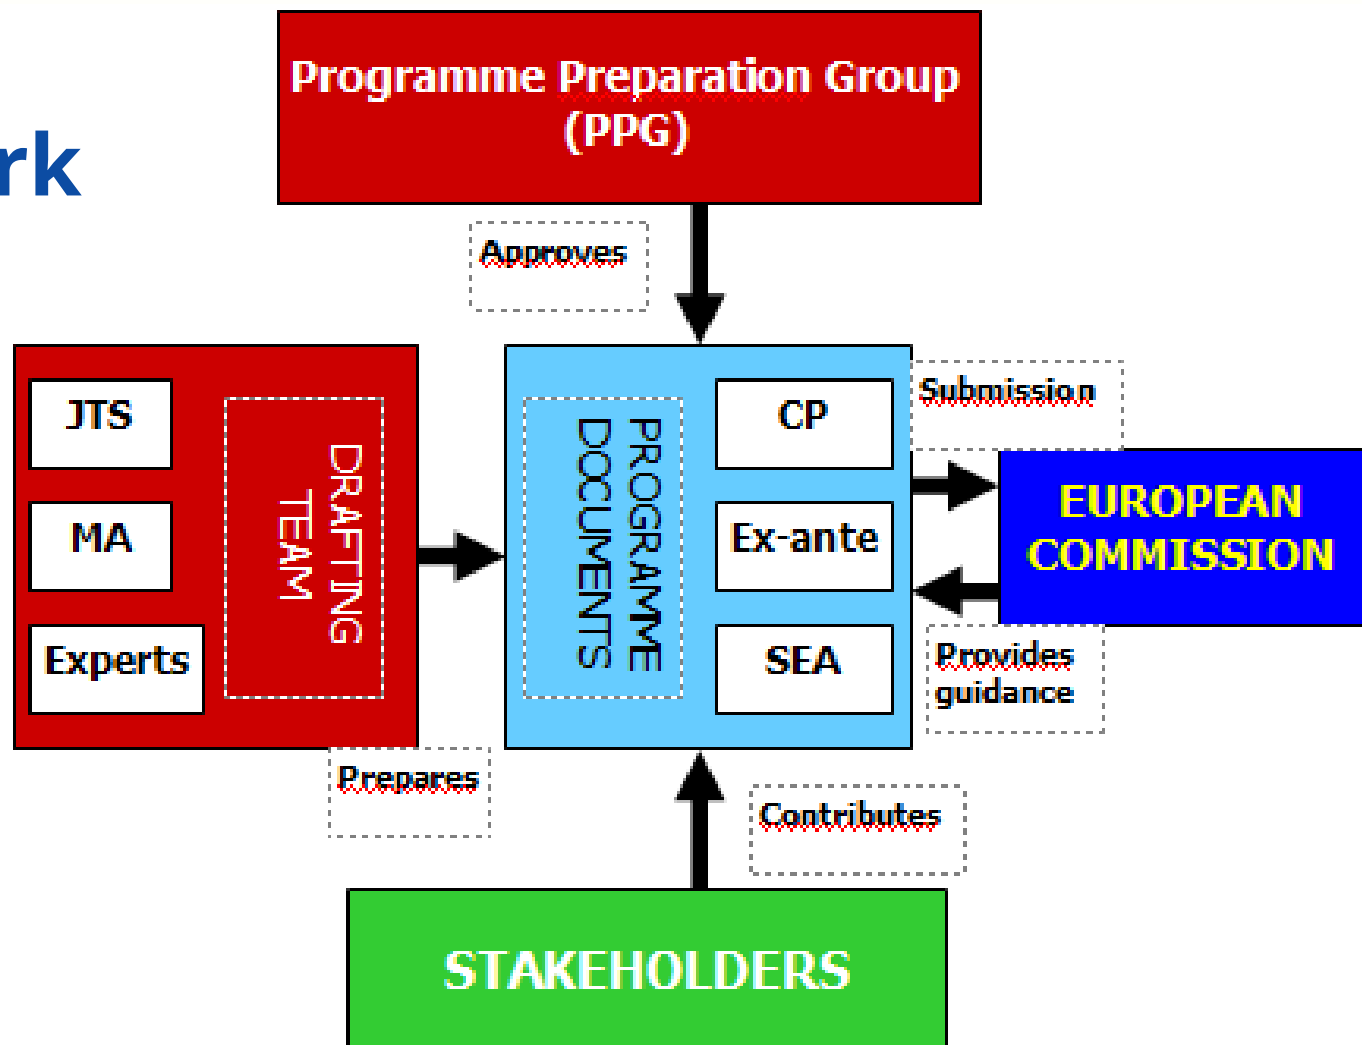 Programme Preparation Group
(PPG)
rk
Approves
JTS
MA
Experts
DRAFTING
TEAM
Prepares
PROGRAMME
DOCUMENTS
CP
Ex-ante
SEA
Submission
EUROPEAN
COMMISSION
Provides
guidance
Contributes
STAKEHOLDERS